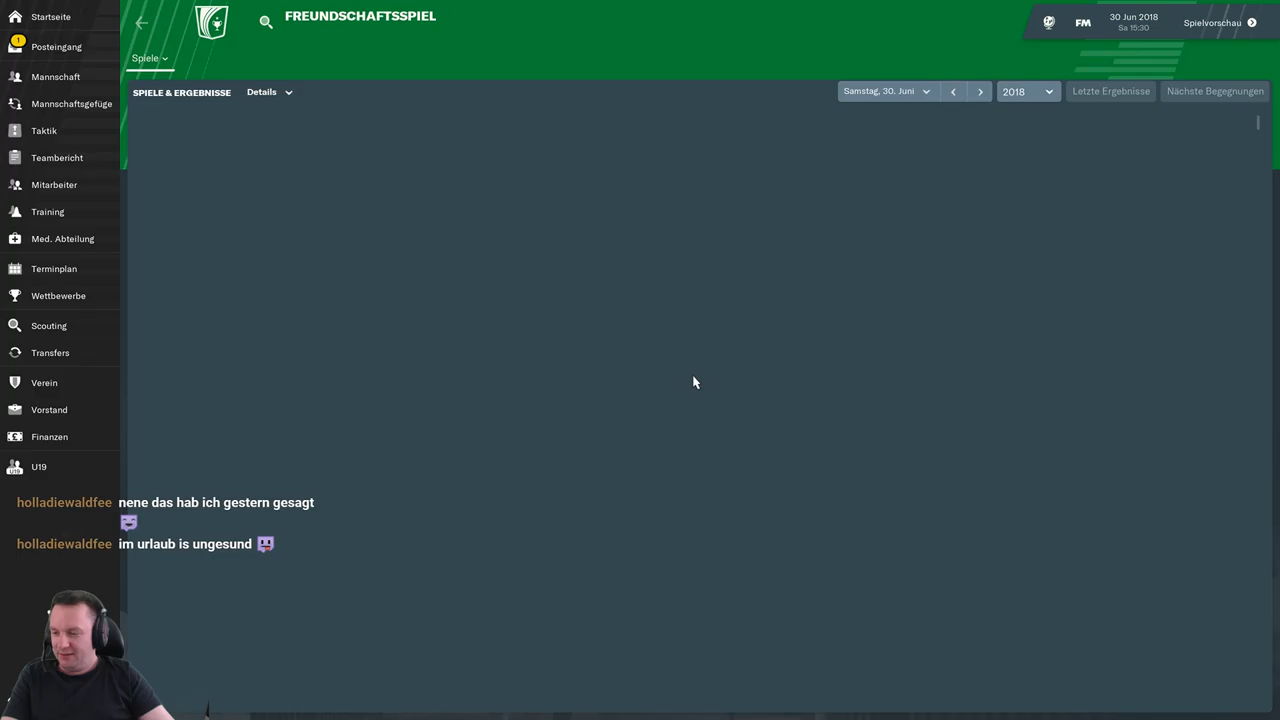 Startseite
1
Posteingang
Mannschaft
Mannschaftsgefüge
Taktik
Teambericht
Mitarbeiter
Training
Med. Abteilung
Terminplan
Wettbewerbe
Scouting
Transfers
Verein
Vorstand
Finanzen
U19
U19
FREUNDSCHAFTSSPIEL
FM
30 Jun 2018
Sa 15:30
Spielvorschau
Spiele
SPIELE & ERGEBNISSE
Details
Samstag, 30. Juni
2018
Letzte Ergebnisse
Nächste Begegnungen
holladiewaldfee nene das hab ich gestern gesagt
holladiewaldfee im urlaub is ungesund